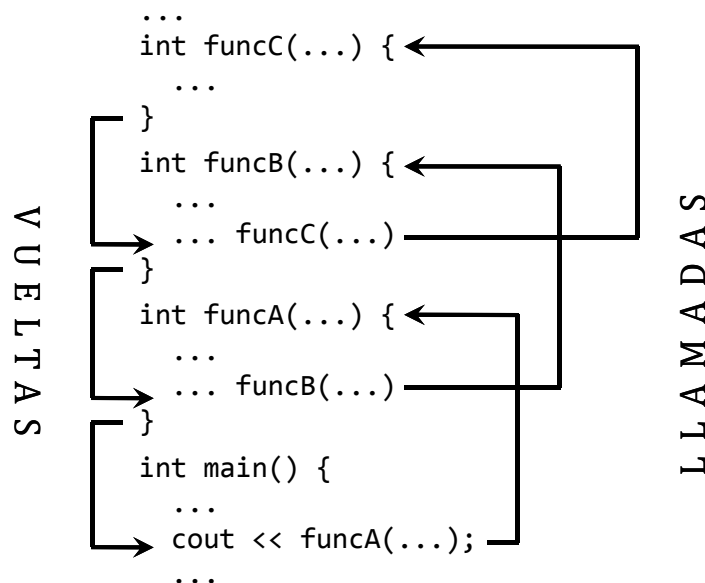 ...
int funcC(...) {
...
}
int funcB(...) {
...
... funcC(...)
}
int funcA(...) {
...
... funcB(...)
}
int main() {
...
cout << funcA(...);
...
VUELTAS
LLAMADAS